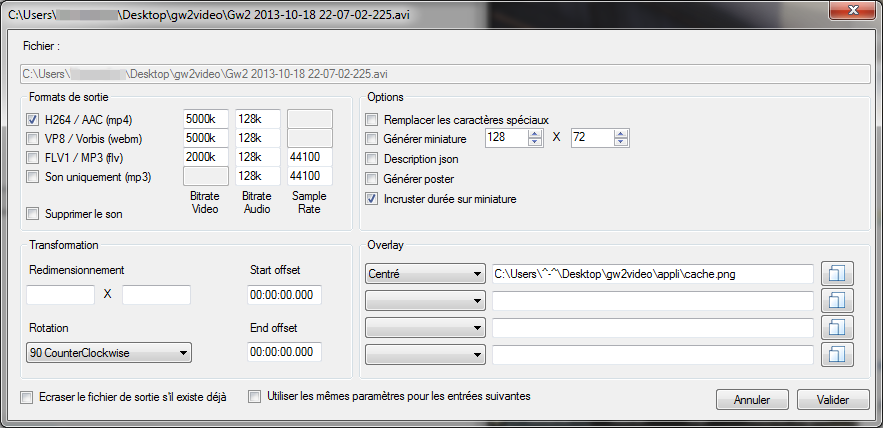 C:\Users\ \Desktop\gw2video\Gw2 2013-10-18 22-07-02-225.avi
Fichier :
C:\Users\ \Desktop\gw2video\Gw2 2013-10-18 22-07-02-225.avi
Formats de sortie
H264 / AAC (mp4) 5000k 128k
VP8 / Vorbis (webm) 5000k 128k
FLV1 / MP3 (flv) 2000k 128k 44100
Son uniquement (mp3) 128k 44100
Bitrate Bitrate Sample
Video Audio Rate
Supprimer le son
Options
Remplacer les caractères spéciaux
Générer miniature 128 X 72
Description json
Générer poster
Incruster durée sur miniature
Transformation
Redimensionnement Start offset
X 00:00:00.000
Rotation End offset
90 CounterClockwise 00:00:00.000
Overlay
Centré C:\Users\^-^\Desktop\gw2video\appli\cache.png
Ecraser le fichier de sortie s'il existe déjà
Utiliser les mêmes paramètres pour les entrées suivantes
Annuler Valider